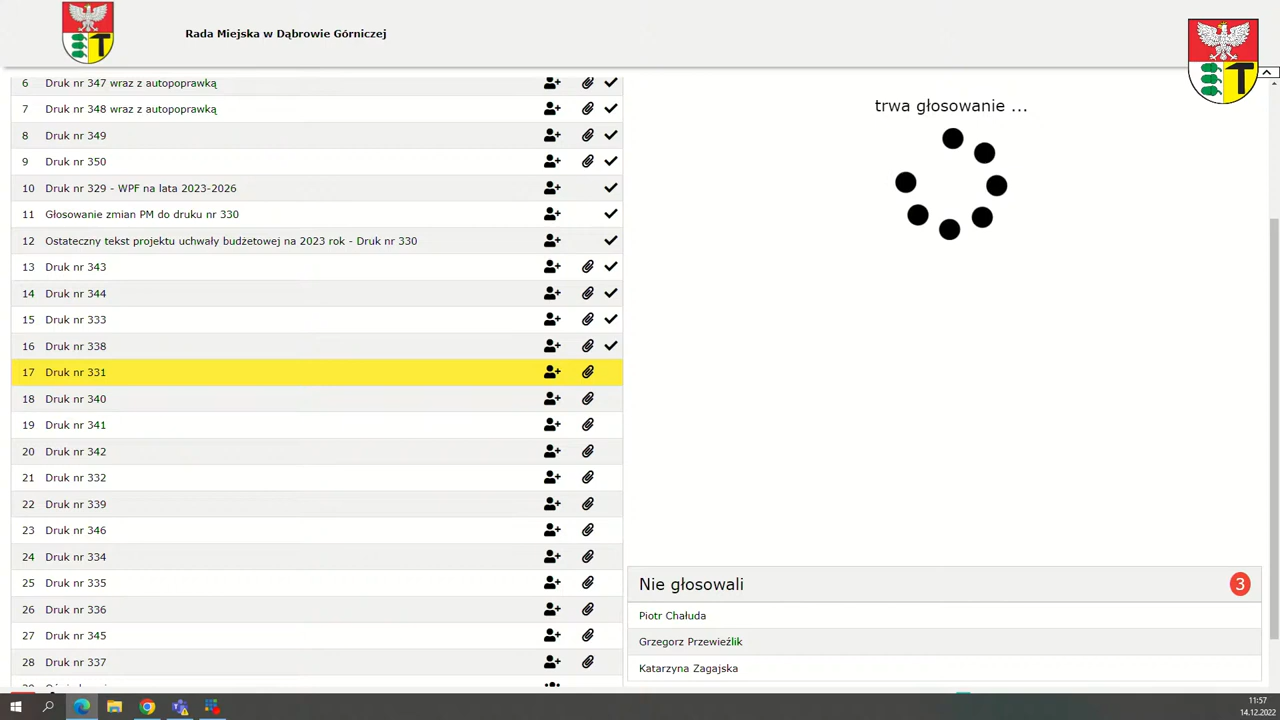 Rada Miejska w Dąbrowie Górniczej
6 Druk nr 347 wraz z autopoprawką
7 Druk nr 348 wraz z autopoprawką
8 Druk nr 349
9 Druk nr 350
10 Druk nr 329 - WPF na lata 2023-2026
11 Głosowanie zmian PM do druku nr 330
12 Ostateczny tekst projektu uchwały budżetowej na 2023 rok - Druk nr 330
13 Druk nr 343
14 Druk nr 344
15 Druk nr 333
16 Druk nr 338
17 Druk nr 331
18 Druk nr 340
19 Druk nr 341
20 Druk nr 342
21 Druk nr 332
22 Druk nr 339
23 Druk nr 346
24 Druk nr 334
25 Druk nr 335
26 Druk nr 336
27 Druk nr 345
28 Druk nr 337
trwa głosowanie ...
Nie głosowali 3
Piotr Chałuda
Grzegorz Przewieźlik
Katarzyna Zagajska
11:57
14.12.2022